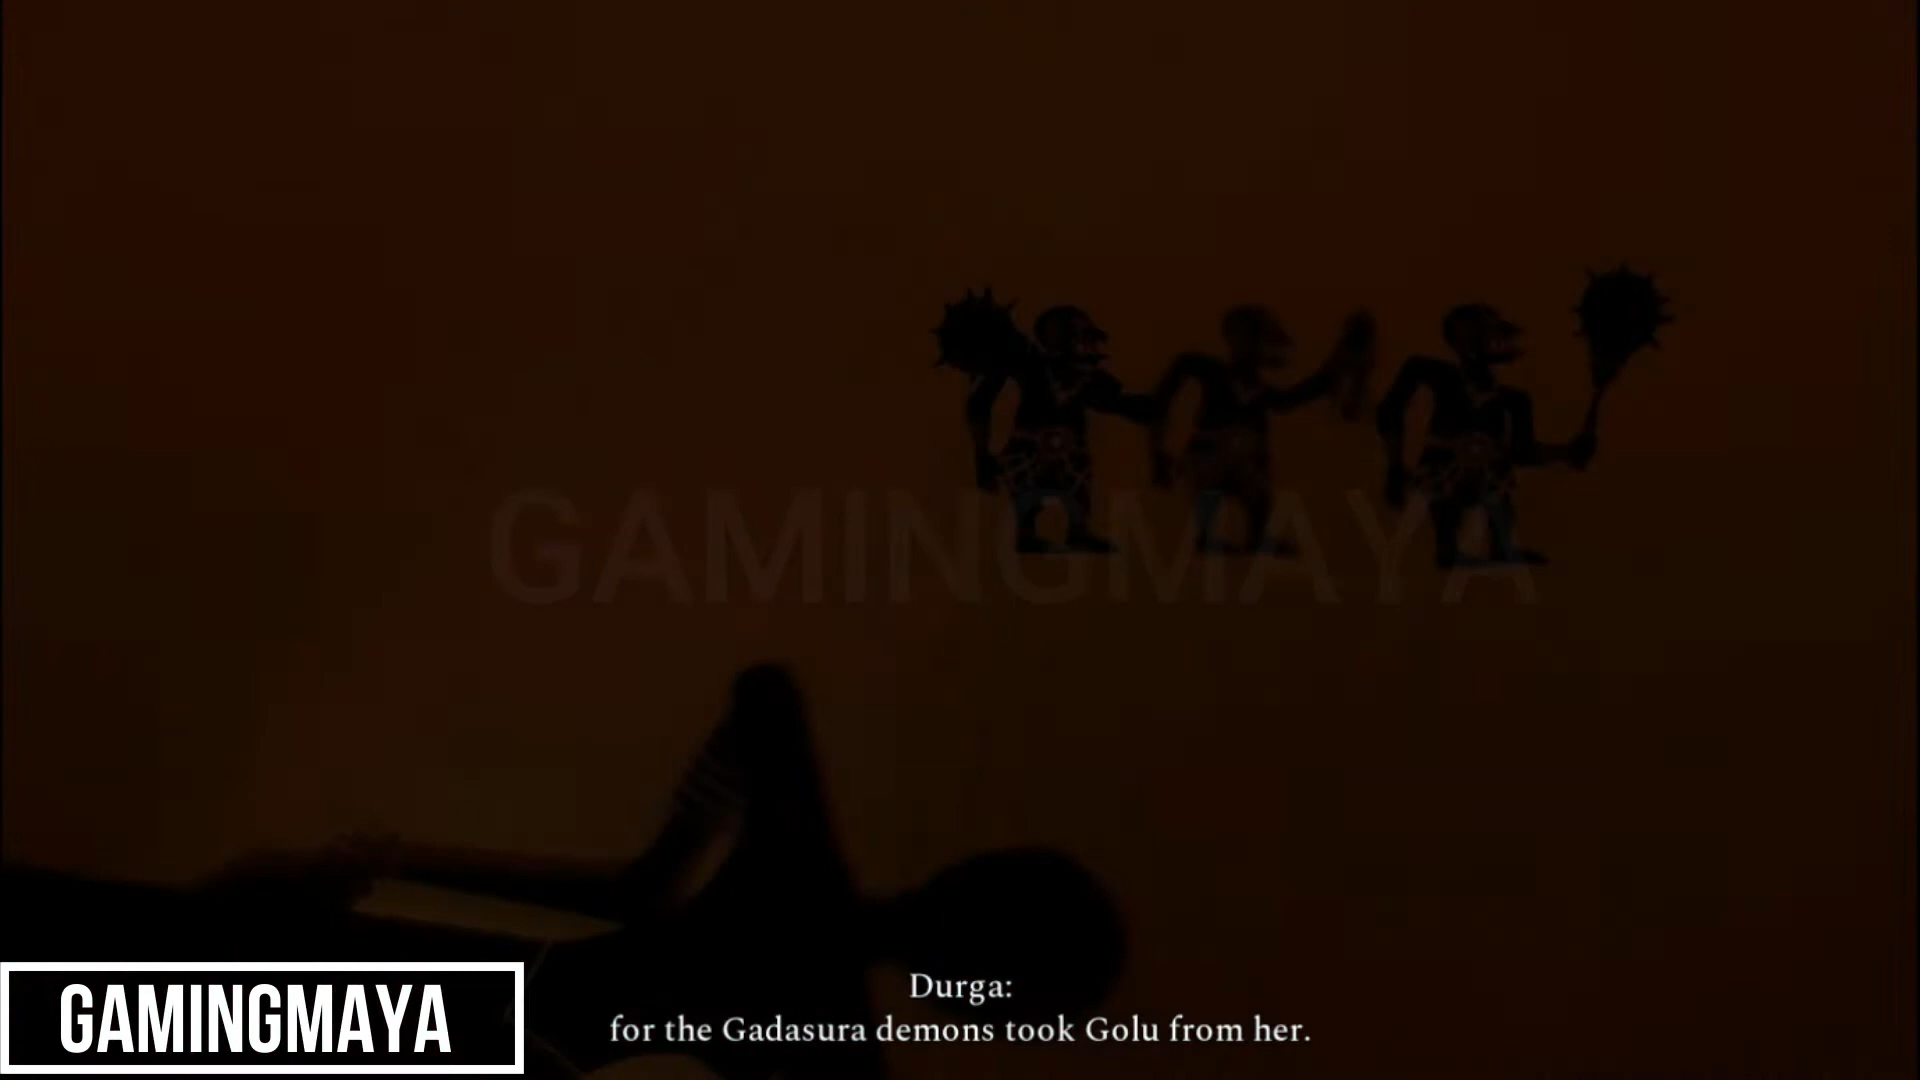 GAMINGMAYA
Durga:
GAMINGMAYA
for the Gadasura demons took Golu from her.